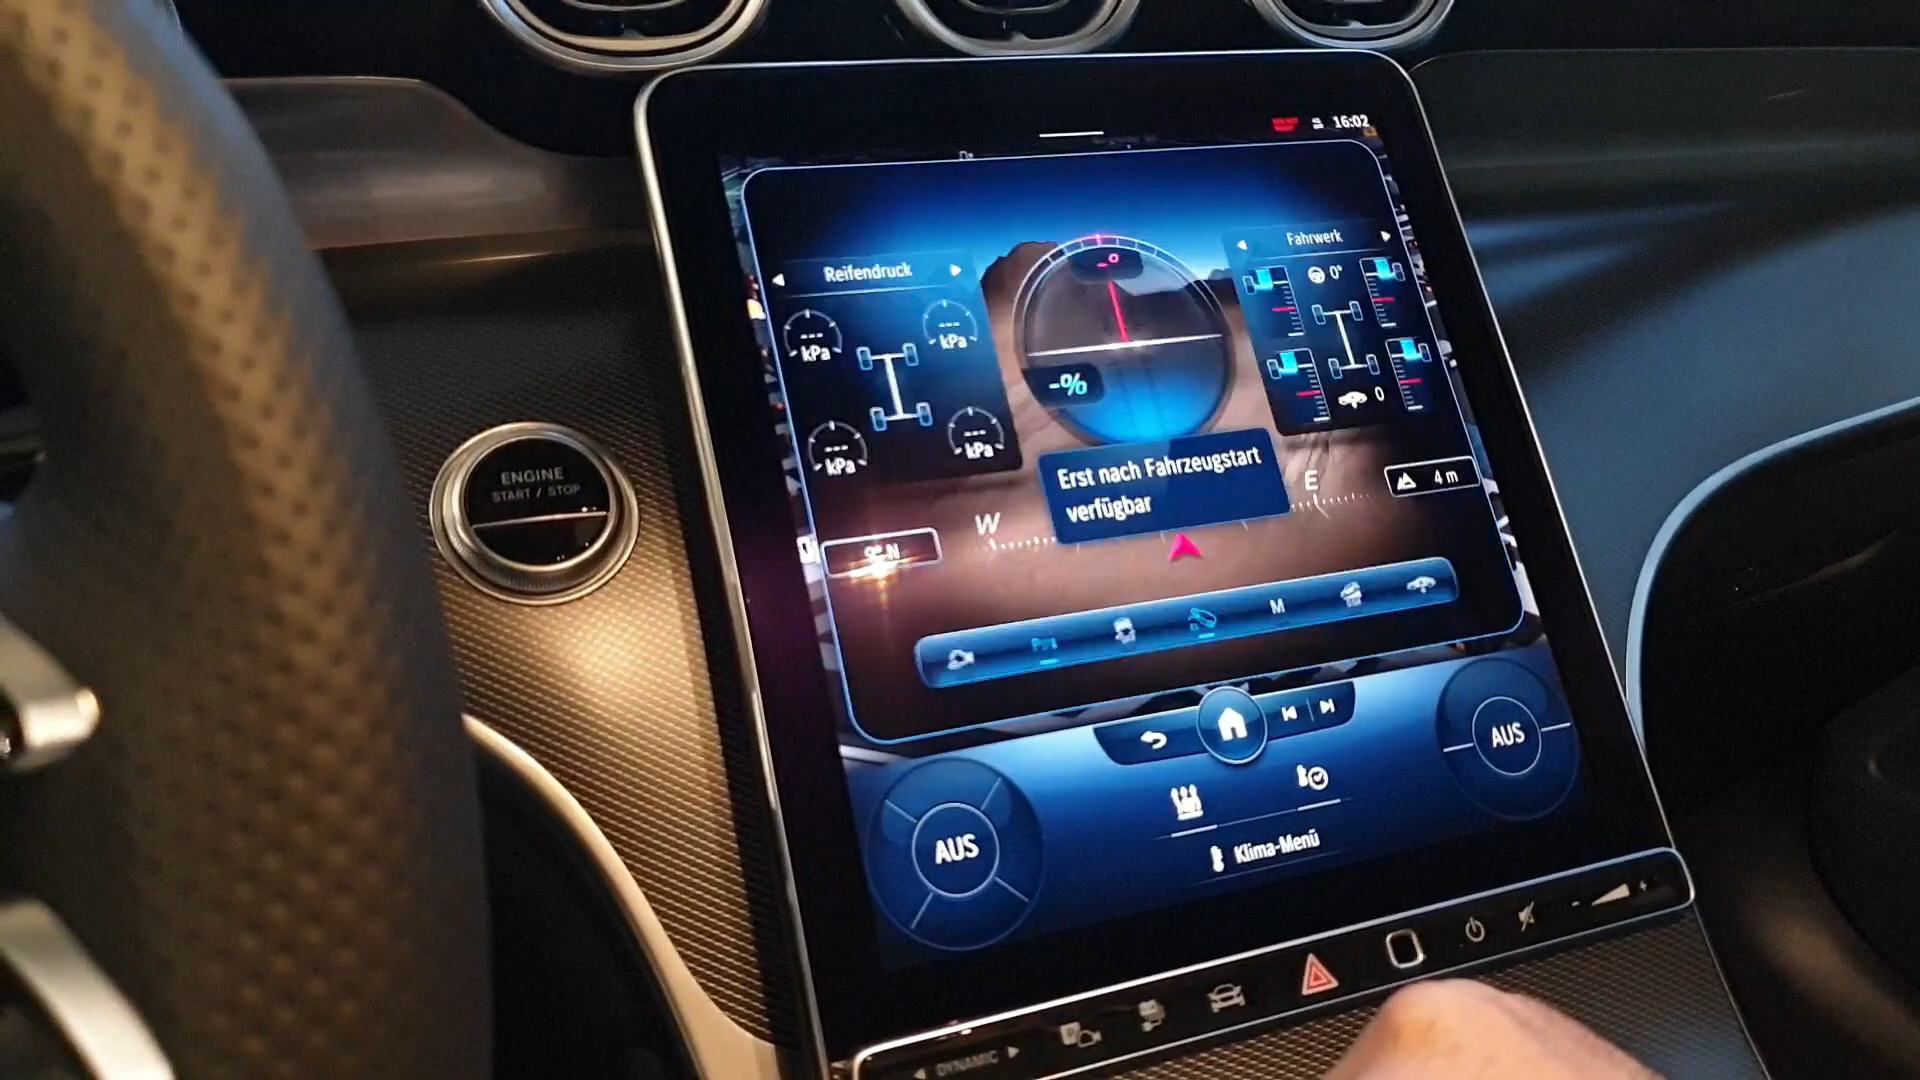 16:02
Reifendruck
Fahrwerk
-°
0°
---
kPa
---
kPa
-%
0
---
kPa
---
kPa
ENGINE
START / STOP
Erst nach Fahrzeugstart
verfügbar
W
E
4 m
M
AUS
AUS
Klima-Menü
DYNAMIC